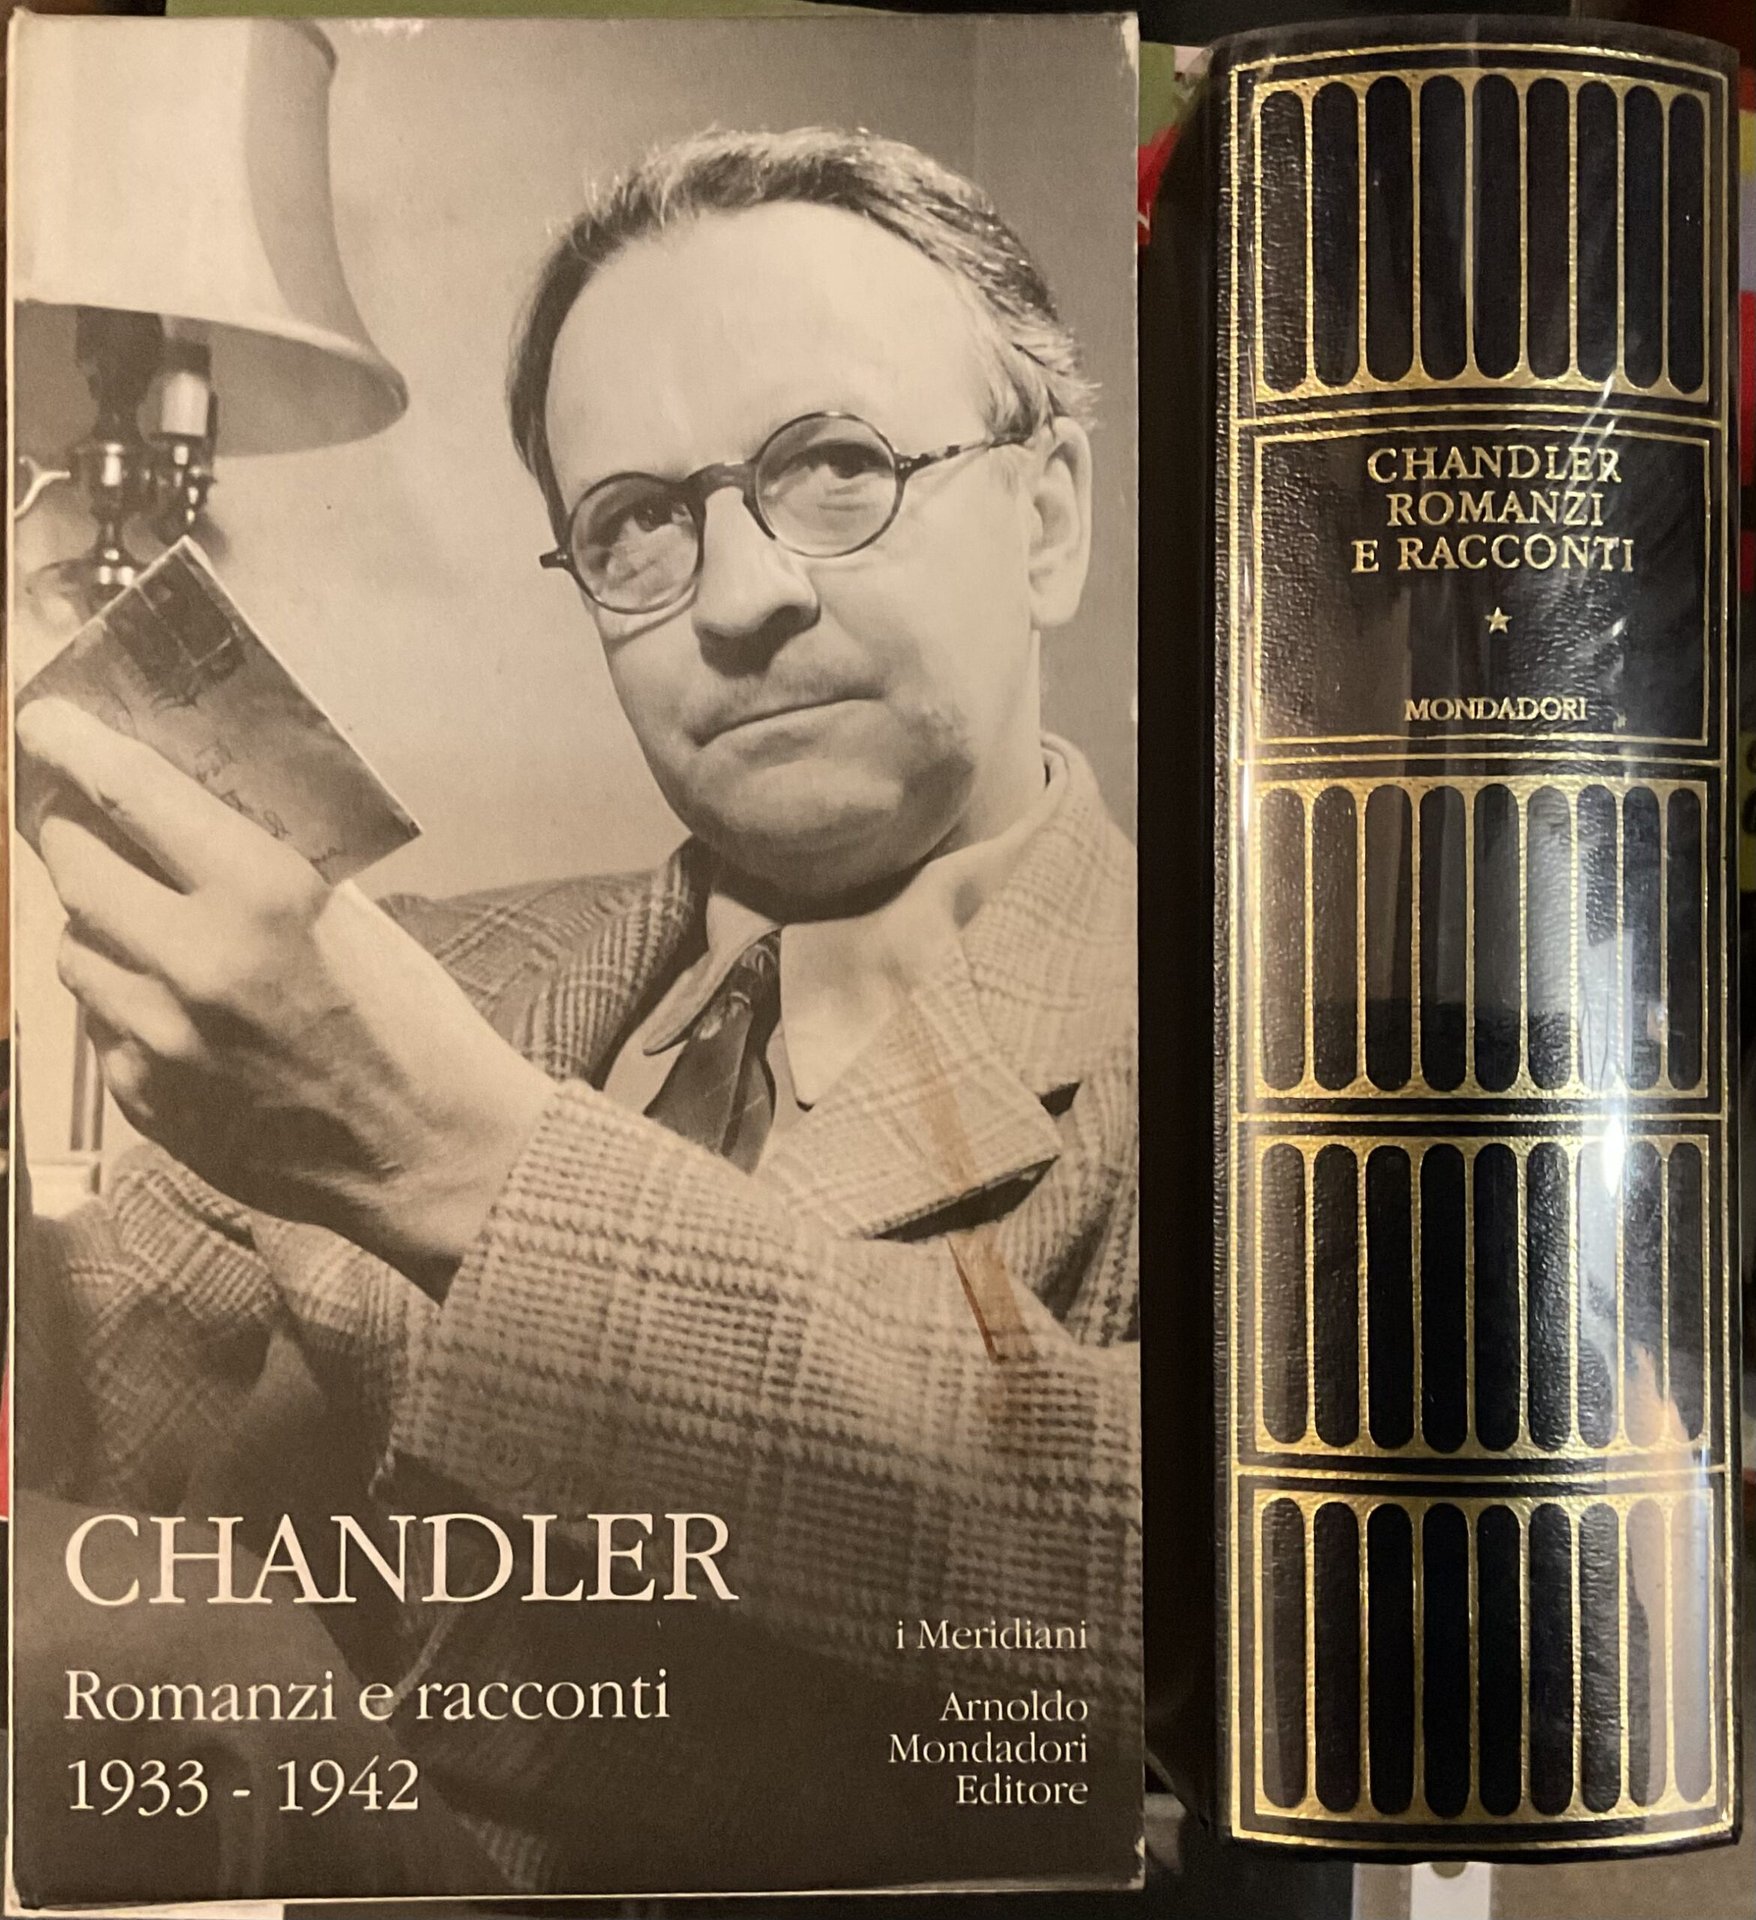 CHANDLER
Romanzi e racconti
1933 - 1942
i Meridiani
Arnoldo
Mondadori
Editore
CHANDLER
ROMANZI
E RACCONTI
MONDADORI